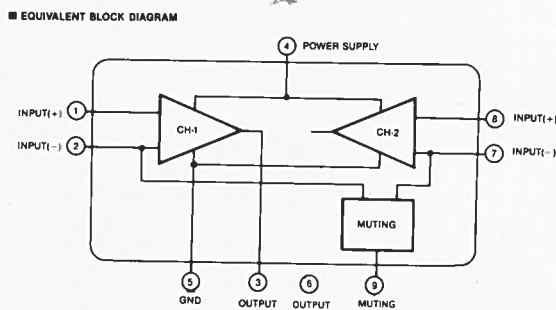 ■ EQUIVALENT BLOCK DIAGRAM
4 POWER SUPPLY
INPUT(+) 1
8 INPUT(+)
CH-1
CH-2
INPUT(−) 2
7 INPUT(−)
MUTING
5 3 6 9
GND OUTPUT OUTPUT MUTING